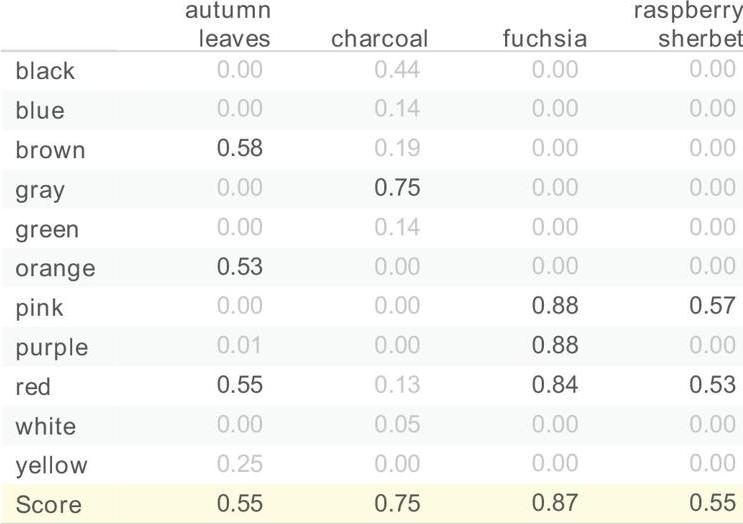 autumn leaves charcoal fuchsia raspberry sherbet
black 0.00 0.44 0.00 0.00
blue 0.00 0.14 0.00 0.00
brown 0.58 0.19 0.00 0.00
gray 0.00 0.75 0.00 0.00
green 0.00 0.14 0.00 0.00
orange 0.53 0.00 0.00 0.00
pink 0.00 0.00 0.88 0.57
purple 0.01 0.00 0.88 0.00
red 0.55 0.13 0.84 0.53
white 0.00 0.05 0.00 0.00
yellow 0.25 0.00 0.00 0.00
Score 0.55 0.75 0.87 0.55